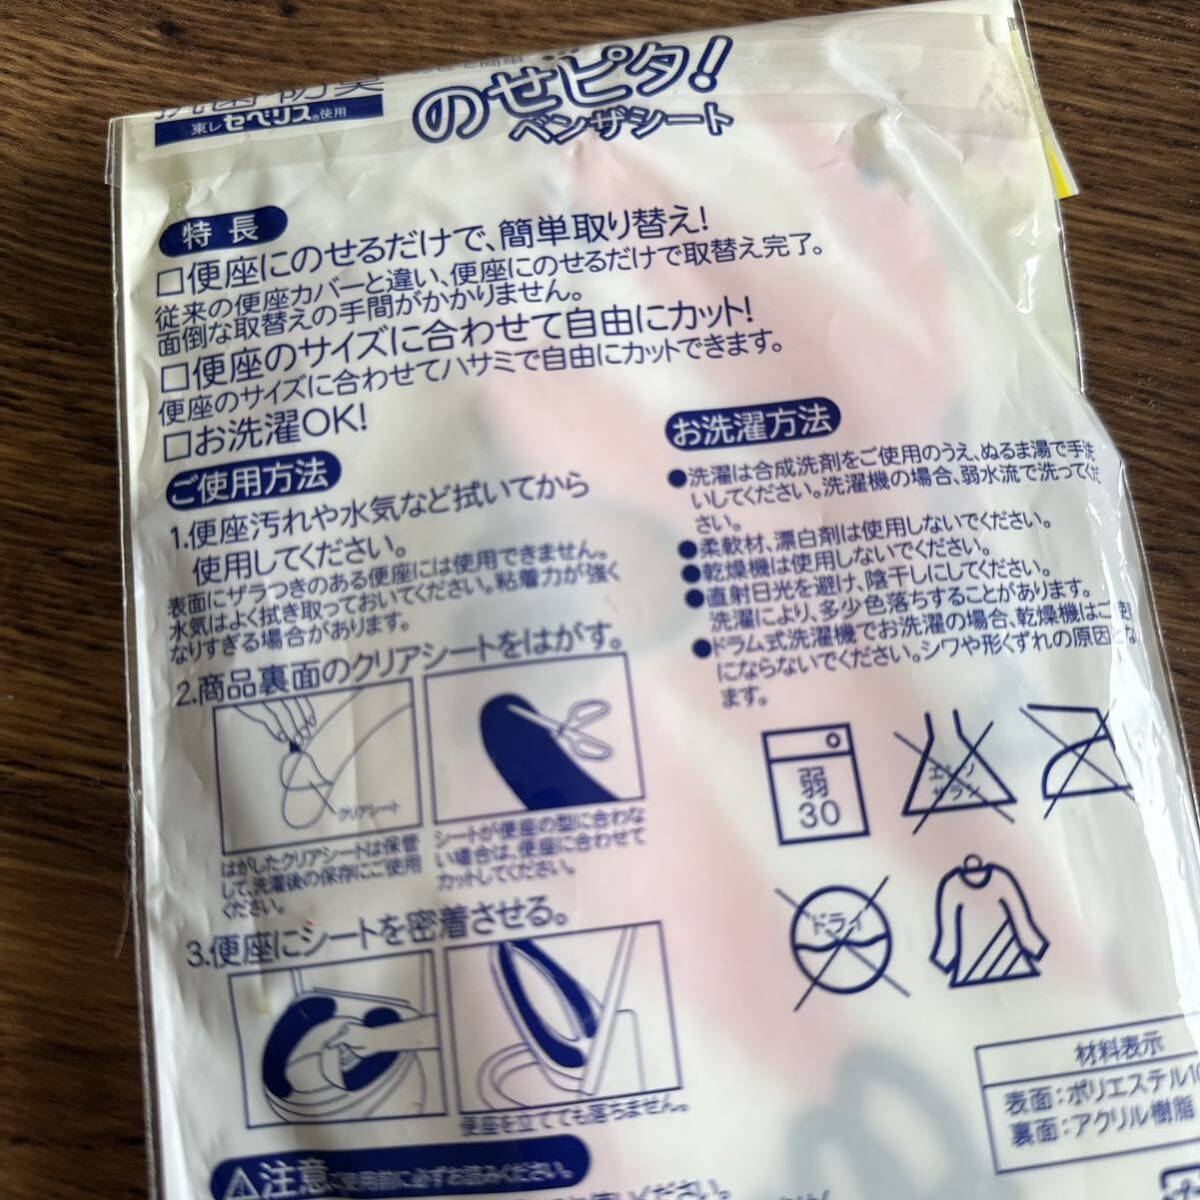 抗菌防臭
東レセベリス®使用
のせピタ!
ベンザシート
特長
□便座にのせるだけで、簡単取り替え!
従来の便座カバーと違い、便座にのせるだけで取替え完了。
面倒な取替えの手間がかかりません。
□便座のサイズに合わせて自由にカット!
便座のサイズに合わせてハサミで自由にカットできます。
□お洗濯OK!
ご使用方法
1.便座汚れや水気など拭いてから
使用してください。
表面にザラつきのある便座には使用できません。
水気はよく拭き取っておいてください。粘着力が強く
なりすぎる場合があります。
2.商品裏面のクリアシートをはがす。
クリアシート
はがしたクリアシートは保管
して、洗濯後の保存にご使用
ください。
シートが便座の型に合わな
い場合は、便座に合わせて
カットしてください。
3.便座にシートを密着させる。
便座を立てても落ちません。
⚠注意 ご使用前に必ずお読みください。
お洗濯方法
●洗濯は合成洗剤をご使用のうえ、ぬるま湯で手洗
いしてください。洗濯機の場合、弱水流で洗ってくだ
さい。
●柔軟材、漂白剤は使用しないでください。
●乾燥機は使用しないでください。
●直射日光を避け、陰干しにしてください。
洗濯により、多少色落ちすることがあります。
●ドラム式洗濯機でお洗濯の場合、乾燥機はご使
にならないでください。シワや形くずれの原因とな
ます。
弱
30
エンソ
サラシ
ドライ
材料表示
表面:ポリエステル10
裏面:アクリル樹脂